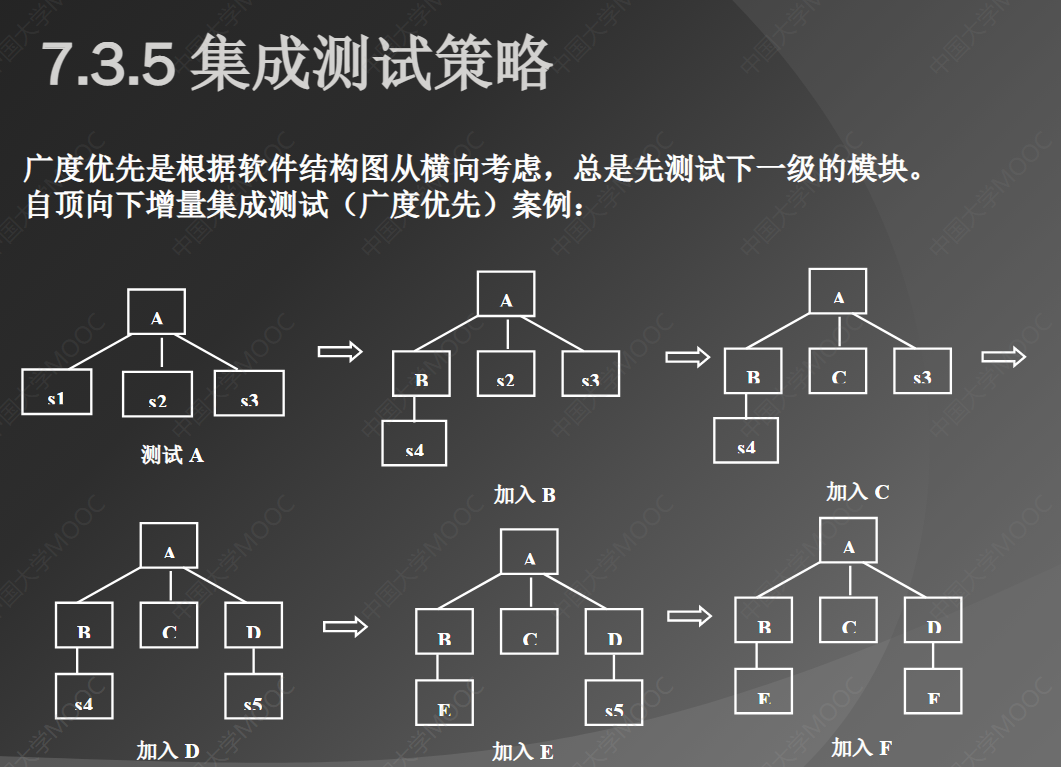 7.3.5 集成测试策略
广度优先是根据软件结构图从横向考虑，总是先测试下一级的模块。
自顶向下增量集成测试（广度优先）案例：
A
s1 s2 s3
测试 A
A
B s2 s3
s4
加入 B
A
B C s3
s4
加入 C
A
B C D
s4 s5
加入 D
A
B C D
E s5
加入 E
A
B C D
E F
加入 F
中国大学MOOC